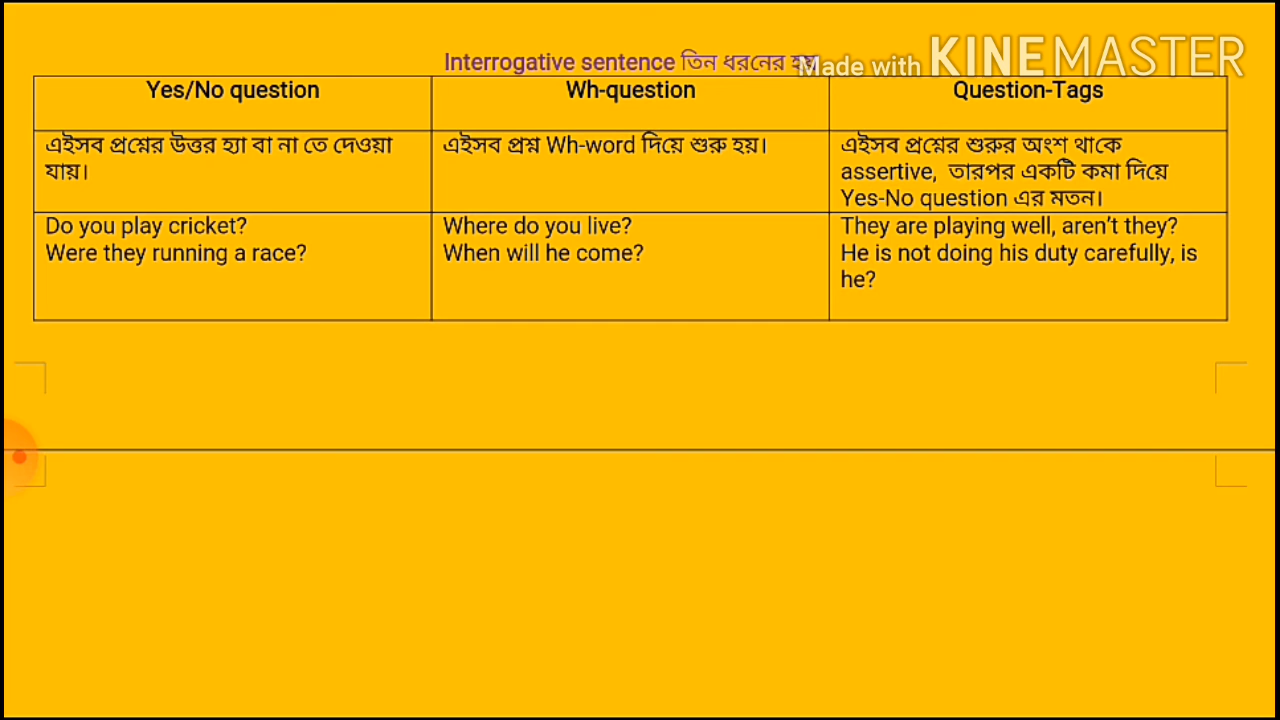 Interrogative sentence তিন ধরনের হয়
Made with KINEMASTER
Yes/No question
Wh-question
Question-Tags
এইসব প্রশ্নের উত্তর হ্যা বা না তে দেওয়া
যায়।
এইসব প্রশ্ন Wh-word দিয়ে শুরু হয়।
এইসব প্রশ্নের শুরুর অংশ থাকে
assertive, তারপর একটি কমা দিয়ে
Yes-No question এর মতন।
Do you play cricket?
Were they running a race?
Where do you live?
When will he come?
They are playing well, aren’t they?
He is not doing his duty carefully, is
he?